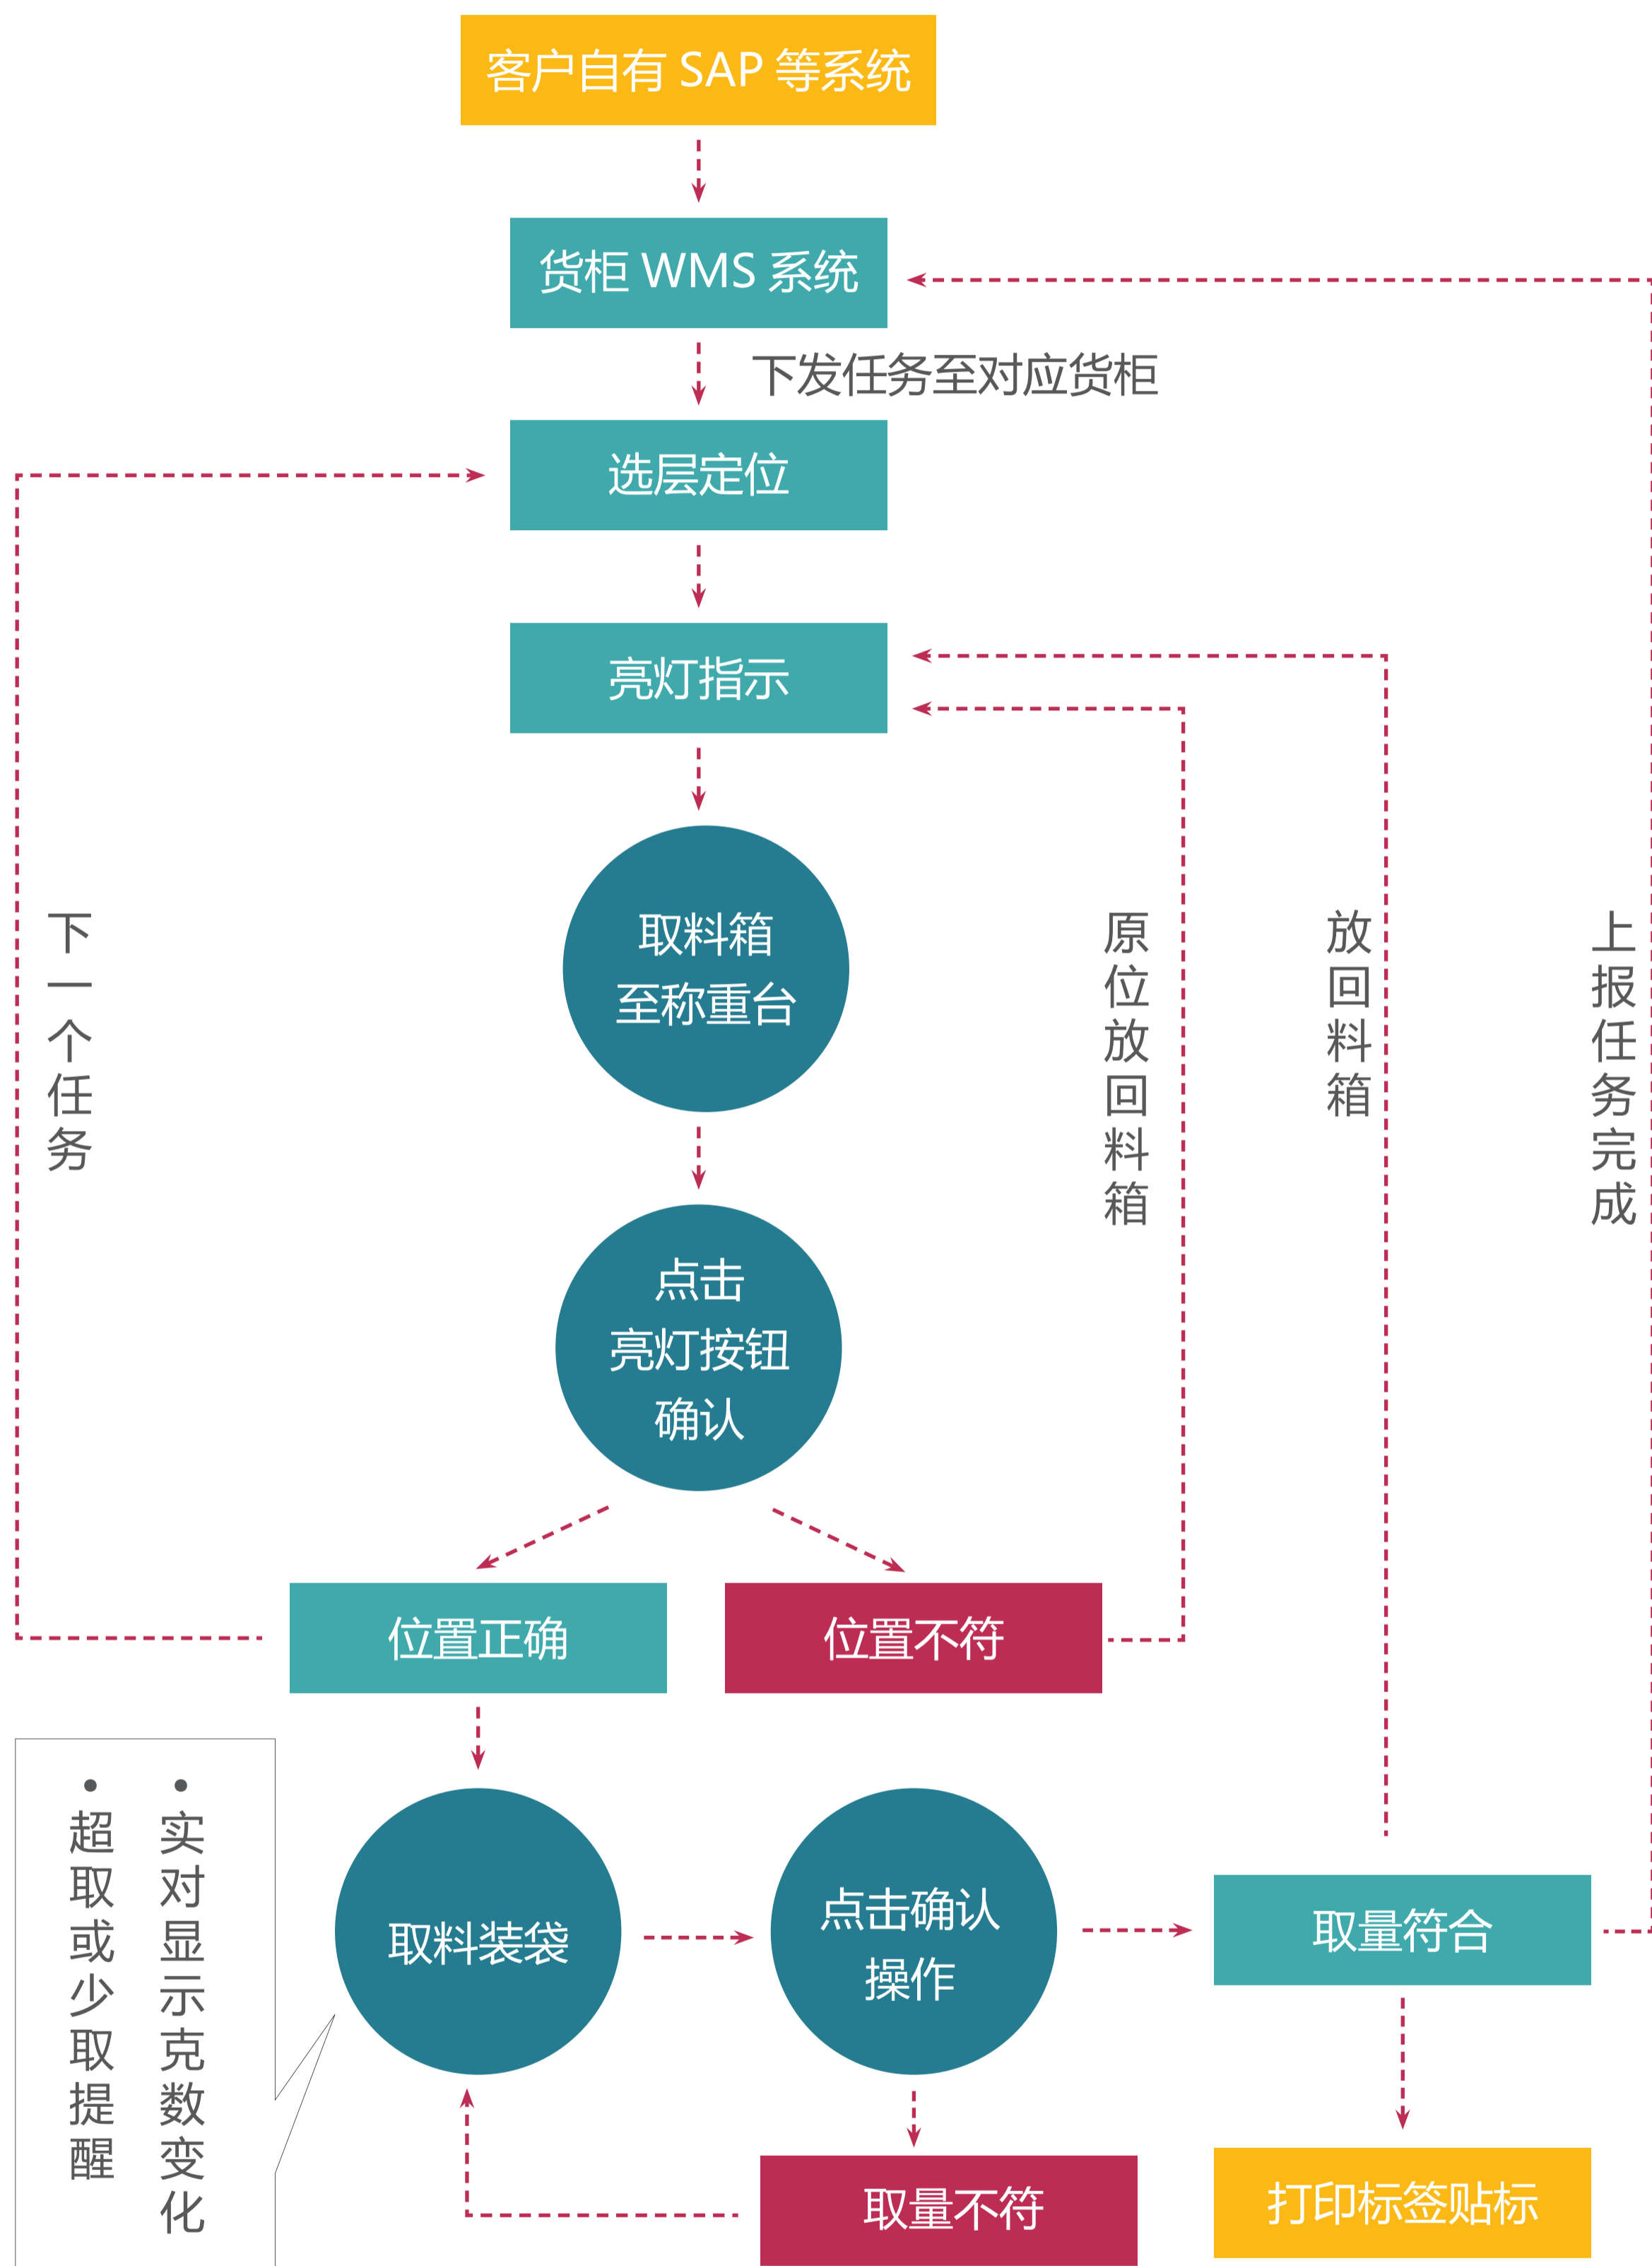 客户自有 SAP 等系统
货柜 WMS 系统
下发任务至对应货柜
选层定位
亮灯指示
取料箱
至称重台
点击
亮灯按钮
确认
下一个任务
原位放回料箱
放回料箱
上报任务完成
位置正确
位置不符
• 实对显示克数变化
• 超取或少取提醒
取料装袋
点击确认
操作
取量符合
取量不符
打印标签贴标